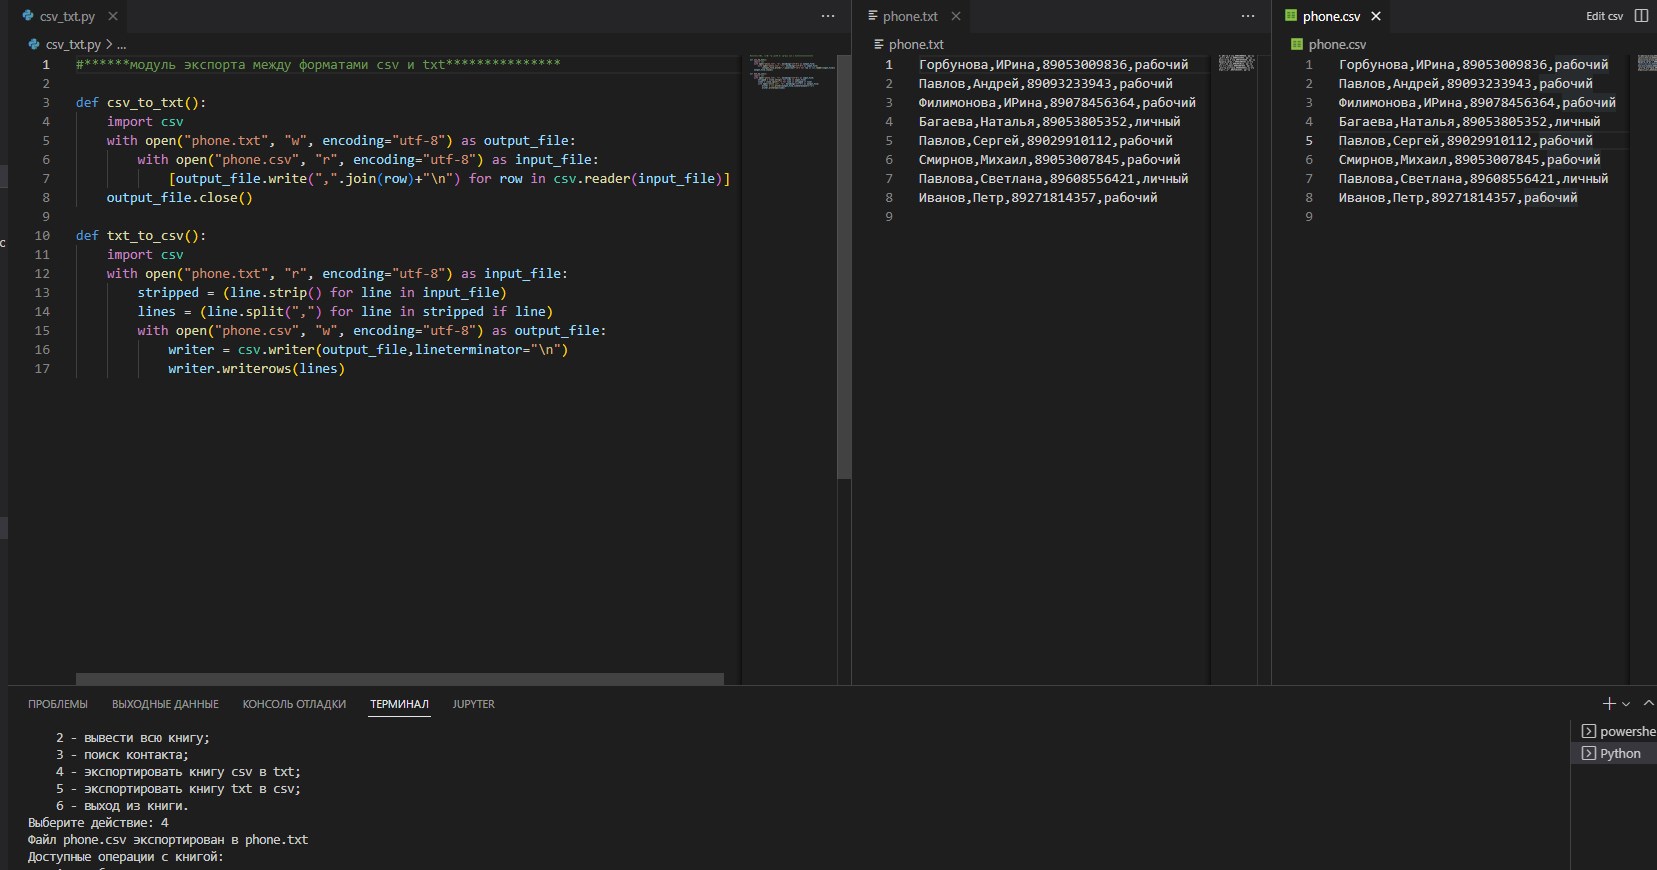 csv_txt.py
csv_txt.py > ...
1 #******модуль экспорта между форматами csv и txt***************
2
3 def csv_to_txt():
4 import csv
5 with open("phone.txt", "w", encoding="utf-8") as output_file:
6 with open("phone.csv", "r", encoding="utf-8") as input_file:
7 [output_file.write(",".join(row)+"\n") for row in csv.reader(input_file)]
8 output_file.close()
9
10 def txt_to_csv():
11 import csv
12 with open("phone.txt", "r", encoding="utf-8") as input_file:
13 stripped = (line.strip() for line in input_file)
14 lines = (line.split(",") for line in stripped if line)
15 with open("phone.csv", "w", encoding="utf-8") as output_file:
16 writer = csv.writer(output_file,lineterminator="\n")
17 writer.writerows(lines)
phone.txt
phone.txt
1 Горбунова,ИРина,89053009836,рабочий
2 Павлов,Андрей,89093233943,рабочий
3 Филимонова,ИРина,89078456364,рабочий
4 Багаева,Наталья,89053805352,личный
5 Павлов,Сергей,89029910112,рабочий
6 Смирнов,Михаил,89053007845,рабочий
7 Павлова,Светлана,89608556421,личный
8 Иванов,Петр,89271814357,рабочий
9
phone.csv
Edit csv
phone.csv
1 Горбунова,ИРина,89053009836,рабочий
2 Павлов,Андрей,89093233943,рабочий
3 Филимонова,ИРина,89078456364,рабочий
4 Багаева,Наталья,89053805352,личный
5 Павлов,Сергей,89029910112,рабочий
6 Смирнов,Михаил,89053007845,рабочий
7 Павлова,Светлана,89608556421,личный
8 Иванов,Петр,89271814357,рабочий
9
ПРОБЛЕМЫ ВЫХОДНЫЕ ДАННЫЕ КОНСОЛЬ ОТЛАДКИ ТЕРМИНАЛ JUPYTER
2 - вывести всю книгу;
3 - поиск контакта;
4 - экспортировать книгу csv в txt;
5 - экспортировать книгу txt в csv;
6 - выход из книги.
Выберите действие: 4
Файл phone.csv экспортирован в phone.txt
Доступные операции с книгой:
powershe
Python